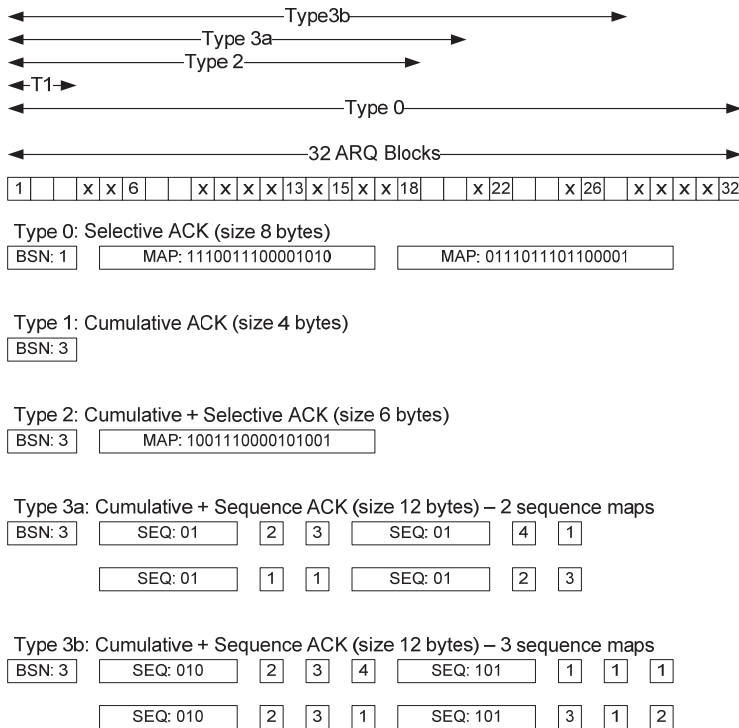 Type3b
Type 3a
Type 2
T1
Type 0
32 ARQ Blocks
1 x x 6 x x x x 13 x 15 x x 18 x 22 x 26 x x x x 32
Type 0: Selective ACK (size 8 bytes)
BSN: 1 MAP: 1110011100001010 MAP: 0111011101100001
Type 1: Cumulative ACK (size 4 bytes)
BSN: 3
Type 2: Cumulative + Selective ACK (size 6 bytes)
BSN: 3 MAP: 1001110000101001
Type 3a: Cumulative + Sequence ACK (size 12 bytes) – 2 sequence maps
BSN: 3 SEQ: 01 2 3 SEQ: 01 4 1
SEQ: 01 1 1 SEQ: 01 2 3
Type 3b: Cumulative + Sequence ACK (size 12 bytes) – 3 sequence maps
BSN: 3 SEQ: 010 2 3 4 SEQ: 101 1 1 1
SEQ: 010 2 3 1 SEQ: 101 3 1 2